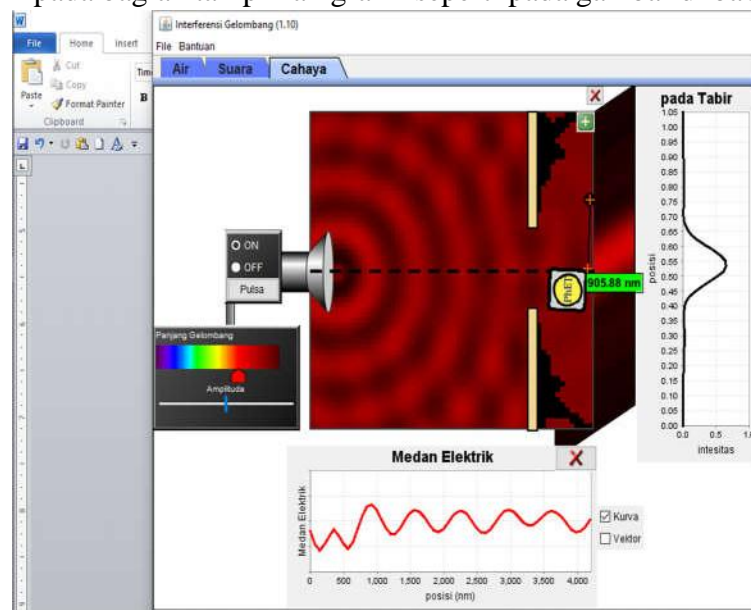 Interferensi Gelombang (1.10)
File Home Insert
File Bantuan
Cut
Copy
Paste
Format Painter
Clipboard
B
Air Suara Cahaya
pada Tabir
1.05
1.00
0.95
0.90
0.85
0.80
0.75
0.70
0.65
0.60
0.55
0.50
0.45
0.40
0.35
0.30
0.25
0.20
0.15
0.10
0.05
0.00
posisi
0.0 0.5
intesitas
ON
OFF
Pulsa
PhET
905.88 nm
Panjang Gelombang
Amplituda
Medan Elektrik
Medan Elektrik
0 500 1,000 1,500 2,000 2,500 3,000 3,500 4,000
posisi (nm)
Kurva
Vektor